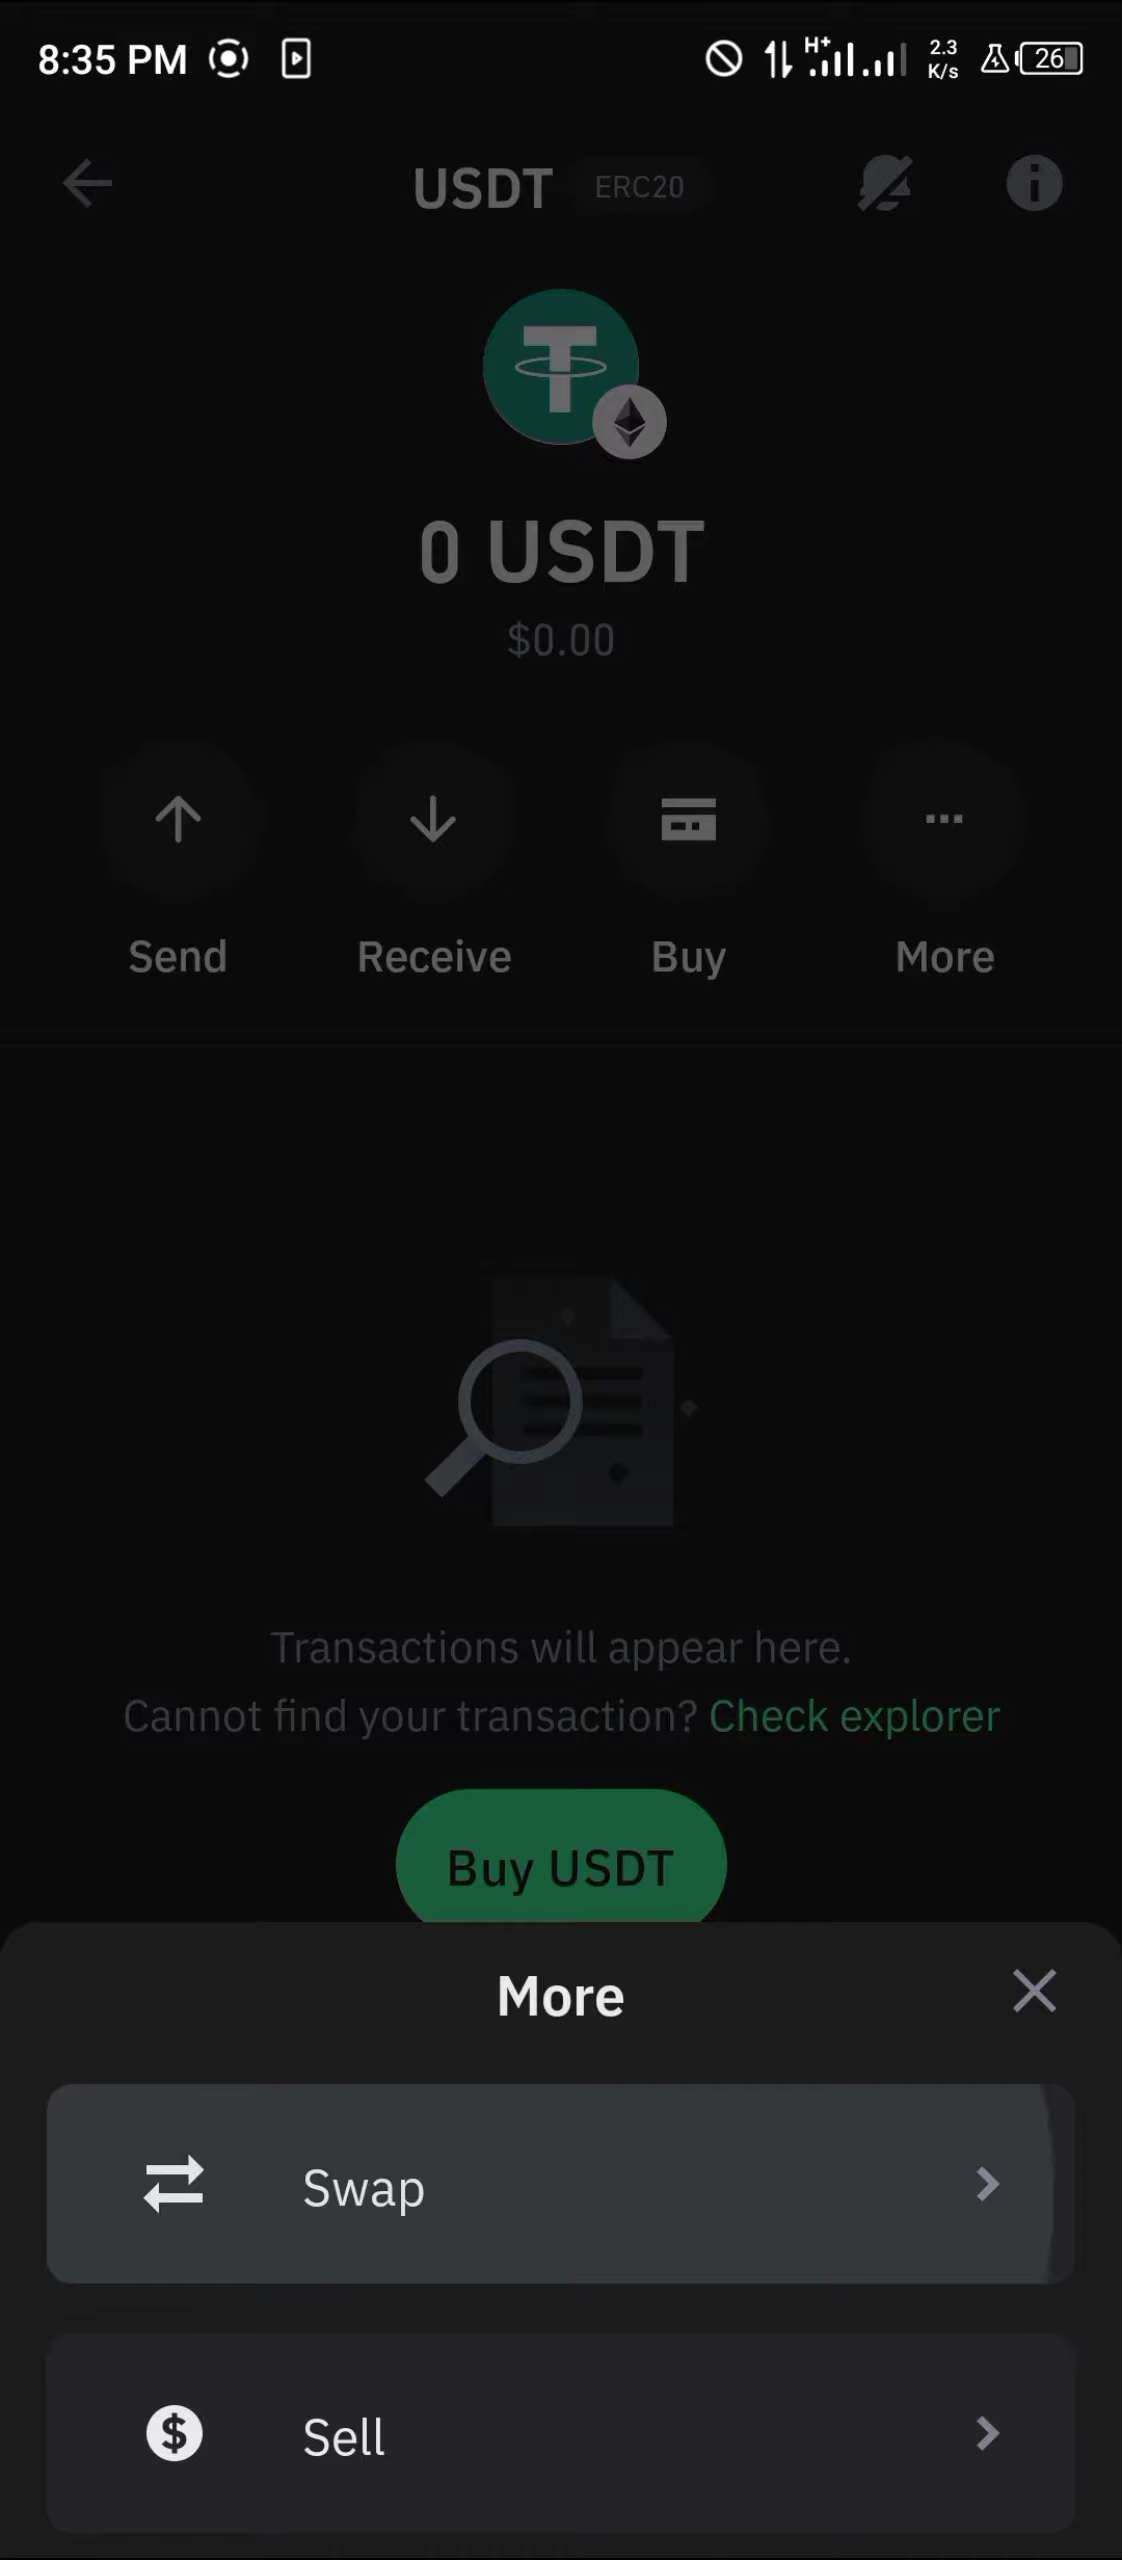 8:35 PM
H+
2.3
K/s
26
USDT ERC20
0 USDT
$0.00
Send
Receive
Buy
More
Transactions will appear here.
Cannot find your transaction? Check explorer
Buy USDT
More
Swap
Sell